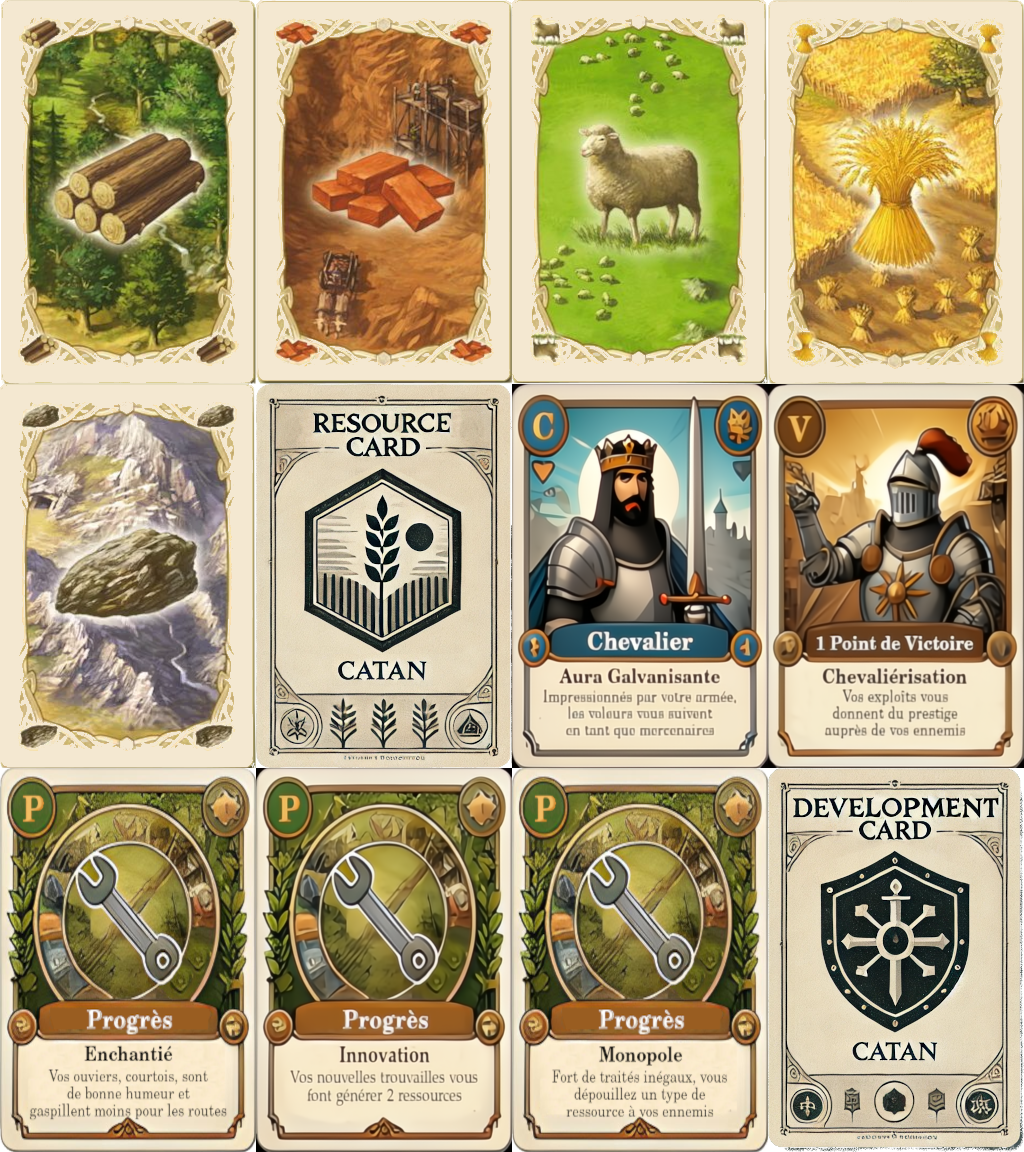 RESOURCE
CARD
CATAN
C
Chevalier
Aura Galvanisante
Impressionnés par votre armée,
les voleurs vous suivent
en tant que mercenaires
V
1 Point de Victoire
Chevaliérisation
Vos exploits vous
donnent du prestige
auprès de vos ennemis
P
Progrès
Enchantié
Vos ouviers, courtois, sont
de bonne humeur et
gaspillent moins pour les routes
P
Progrès
Innovation
Vos nouvelles trouvailles vous
font générer 2 ressources
P
Progrès
Monopole
Fort de traités inégaux, vous
dépouillez un type de
ressource à vos ennemis
DEVELOPMENT
CARD
CATAN